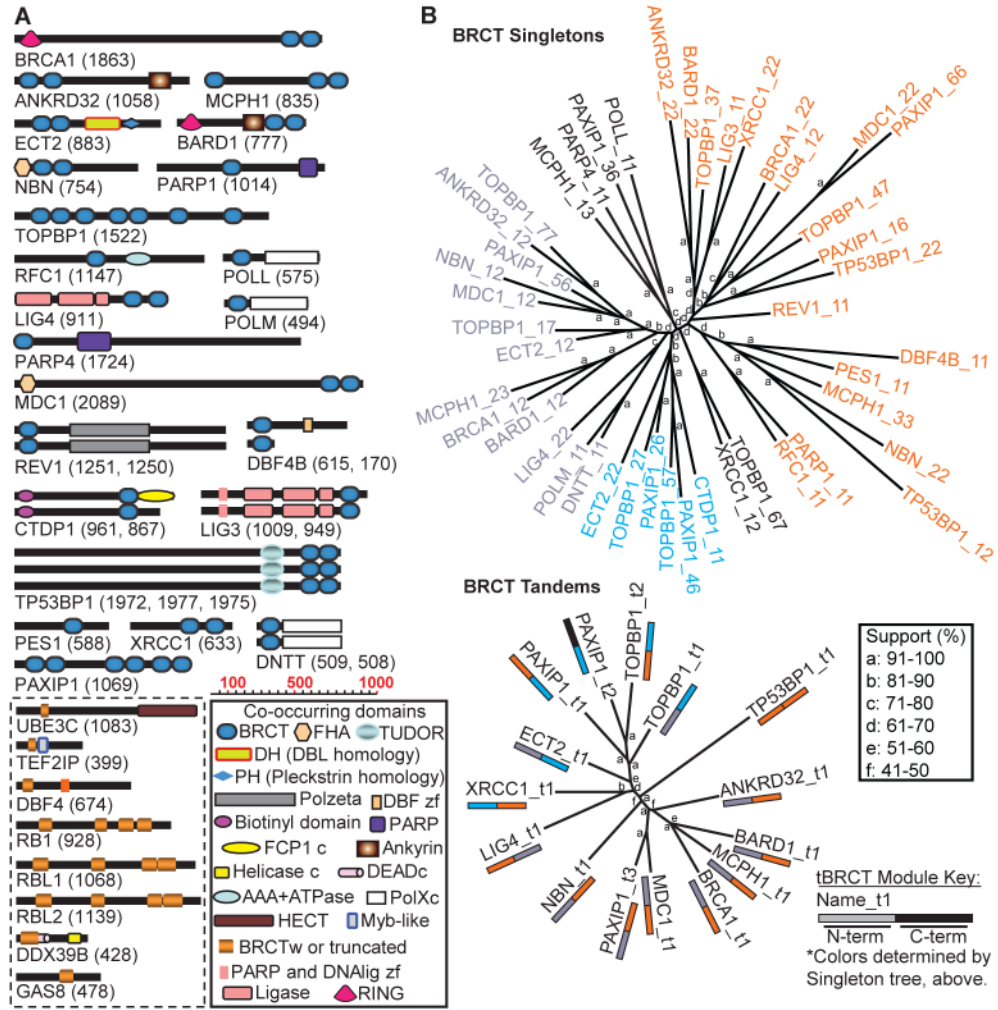 A
BRCA1 (1863)
ANKRD32 (1058) MCPH1 (835)
ECT2 (883) BARD1 (777)
NBN (754) PARP1 (1014)
TOPBP1 (1522)
RFC1 (1147) POLL (575)
LIG4 (911) POLM (494)
PARP4 (1724)
MDC1 (2089)
REV1 (1251, 1250) DBF4B (615, 170)
CTDP1 (961, 867) LIG3 (1009, 949)
TP53BP1 (1972, 1977, 1975)
PES1 (588) XRCC1 (633) DNTT (509, 508)
PAXIP1 (1069)
100 500 1000
UBE3C (1083)
TEF2IP (399)
DBF4 (674)
RB1 (928)
RBL1 (1068)
RBL2 (1139)
DDX39B (428)
GAS8 (478)
Co-occurring domains
BRCT FHA TUDOR
DH (DBL homology)
PH (Pleckstrin homology)
Polzeta DBF zf
Biotinyl domain PARP
FCP1 c Ankyrin
Helicase c DEADc
AAA+ATPase PolXc
HECT Myb-like
BRCTw or truncated
PARP and DNAlig zf
Ligase RING
B
BRCT Singletons
ANKRD32_22
BARD1_22
TOPBP1_37
LIG3_11
XRCC1_22
BRCA1_22
LIG4_12
MDC1_22
PAXIP1_66
TOPBP1_47
PAXIP1_16
TP53BP1_22
REV1_11
DBF4B_11
PES1_11
MCPH1_33
NBN_22
TP53BP1_12
PARP1_11
RFC1_11
TOPBP1_67
XRCC1_12
CTDP1_11
PAXIP1_46
TOPBP1_57
PAXIP1_26
TOPBP1_27
ECT2_22
DNTT_11
POLM_11
LIG4_22
BARD1_12
BRCA1_12
MCPH1_23
ECT2_12
TOPBP1_17
MDC1_12
NBN_12
PAXIP1_56
ANKRD32_12
TOPBP1_77
MCPH1_13
PARP4_11
PAXIP1_36
POLL_11
BRCT Tandems
PAXIP1_t1
PAXIP1_t2
TOPBP1_t2
TOPBP1_t1
TP53BP1_t1
ANKRD32_t1
BARD1_t1
MCPH1_t1
BRCA1_t1
MDC1_t1
PAXIP1_t3
NBN_t1
LIG4_t1
XRCC1_t1
ECT2_t1
Support (%)
a: 91-100
b: 81-90
c: 71-80
d: 61-70
e: 51-60
f: 41-50
tBRCT Module Key:
Name_t1
N-term C-term
*Colors determined by
Singleton tree, above.